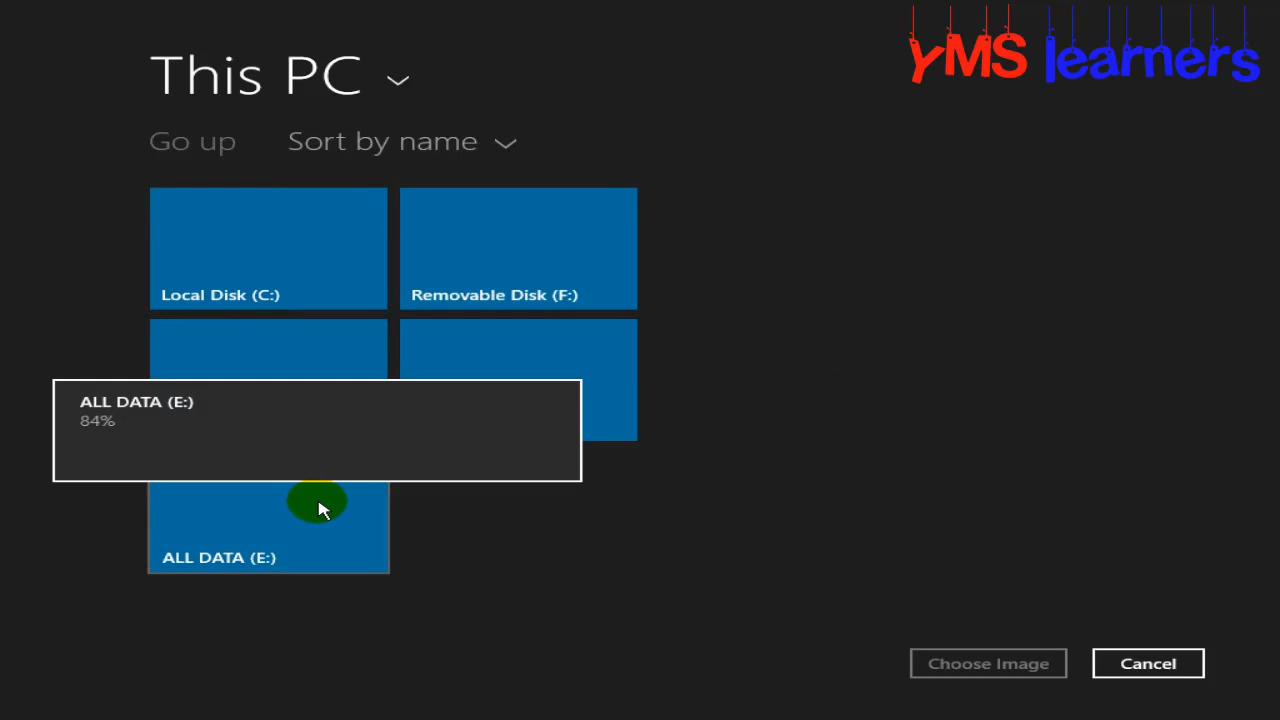 YMS learners
This PC
Go up Sort by name
Local Disk (C:) Removable Disk (F:)
ALL DATA (E:)
84%
ALL DATA (E:)
Choose Image Cancel